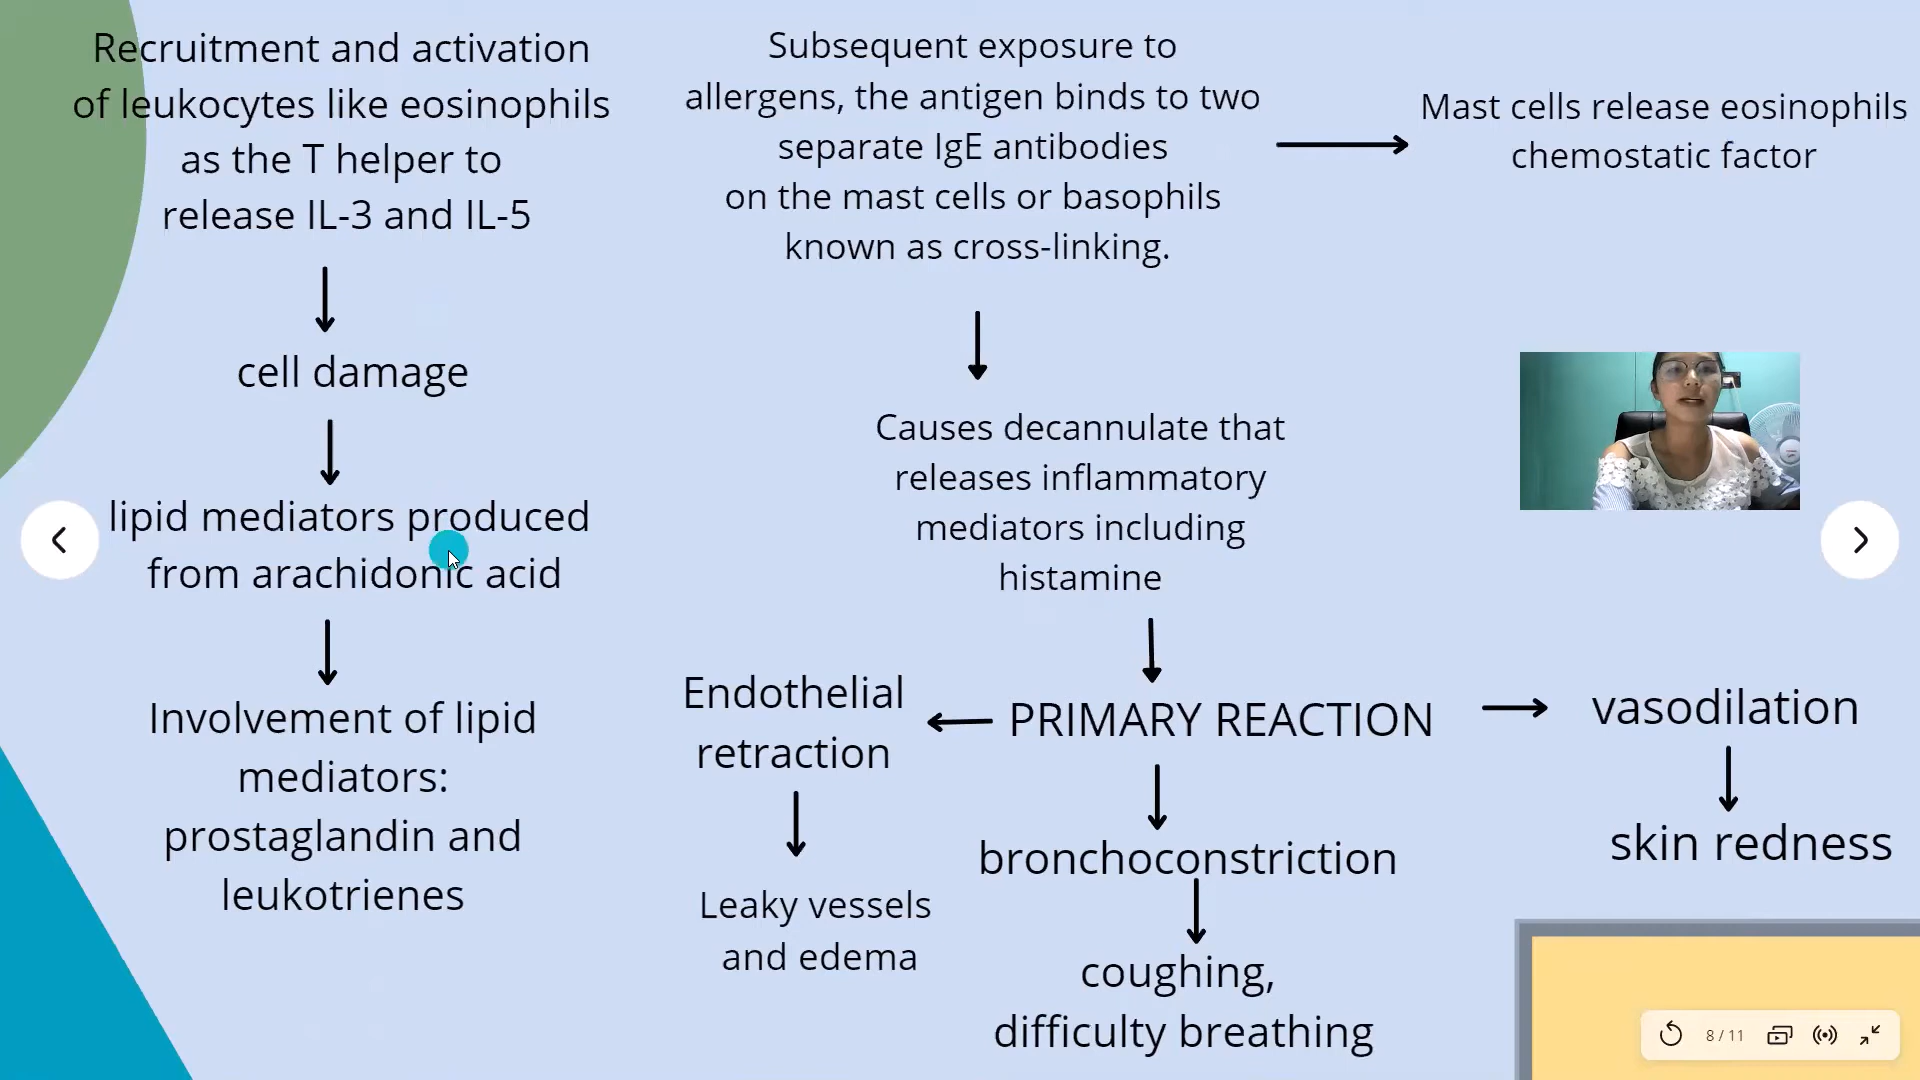 Recruitment and activation
of leukocytes like eosinophils
as the T helper to
release IL-3 and IL-5
cell damage
lipid mediators produced
from arachidonic acid
Involvement of lipid
mediators:
prostaglandin and
leukotrienes
Subsequent exposure to
allergens, the antigen binds to two
separate IgE antibodies
on the mast cells or basophils
known as cross-linking.
Mast cells release eosinophils
chemostatic factor
Causes decannulate that
releases inflammatory
mediators including
histamine
PRIMARY REACTION
Endothelial
retraction
Leaky vessels
and edema
bronchoconstriction
coughing,
difficulty breathing
vasodilation
skin redness
8 / 11